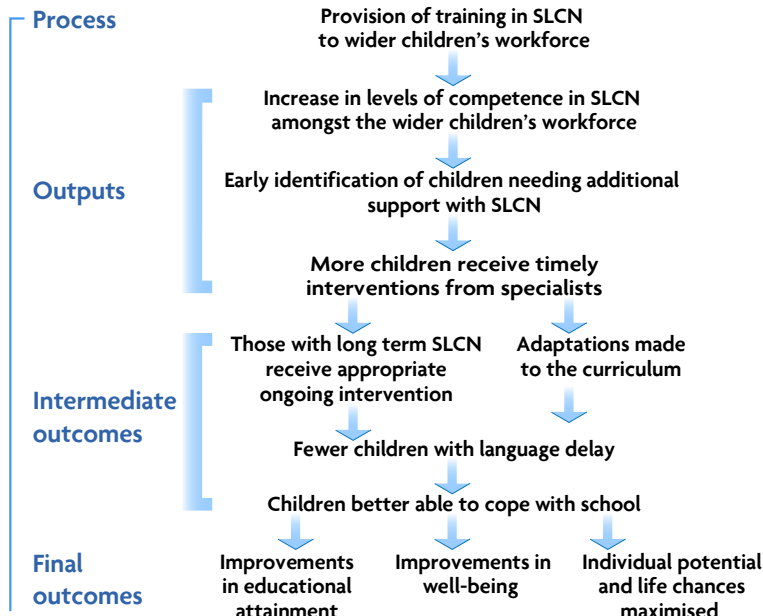 Process
Provision of training in SLCN
to wider children's workforce
Increase in levels of competence in SLCN
amongst the wider children's workforce
Outputs
Early identification of children needing additional
support with SLCN
More children receive timely
interventions from specialists
Intermediate
outcomes
Those with long term SLCN
receive appropriate
ongoing intervention
Adaptations made
to the curriculum
Fewer children with language delay
Children better able to cope with school
Final
outcomes
Improvements
in educational
attainment
Improvements in
well-being
Individual potential
and life chances
maximised